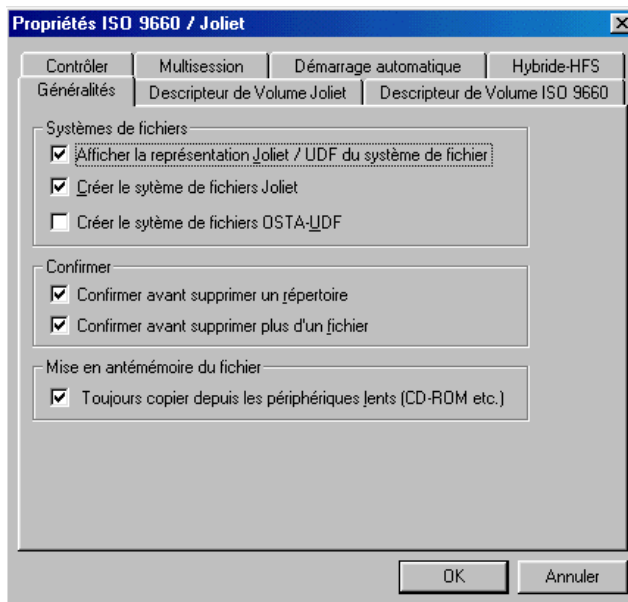 Propriétés ISO 9660 / Joliet
Contrôler Multisession Démarrage automatique Hybride-HFS
Généralités Descripteur de Volume Joliet Descripteur de Volume ISO 9660
Systèmes de fichiers
Afficher la représentation Joliet / UDF du système de fichier
Créer le sytème de fichiers Joliet
Créer le sytème de fichiers OSTA-UDF
Confirmer
Confirmer avant supprimer un répertoire
Confirmer avant supprimer plus d'un fichier
Mise en antémémoire du fichier
Toujours copier depuis les périphériques lents (CD-ROM etc.)
OK Annuler